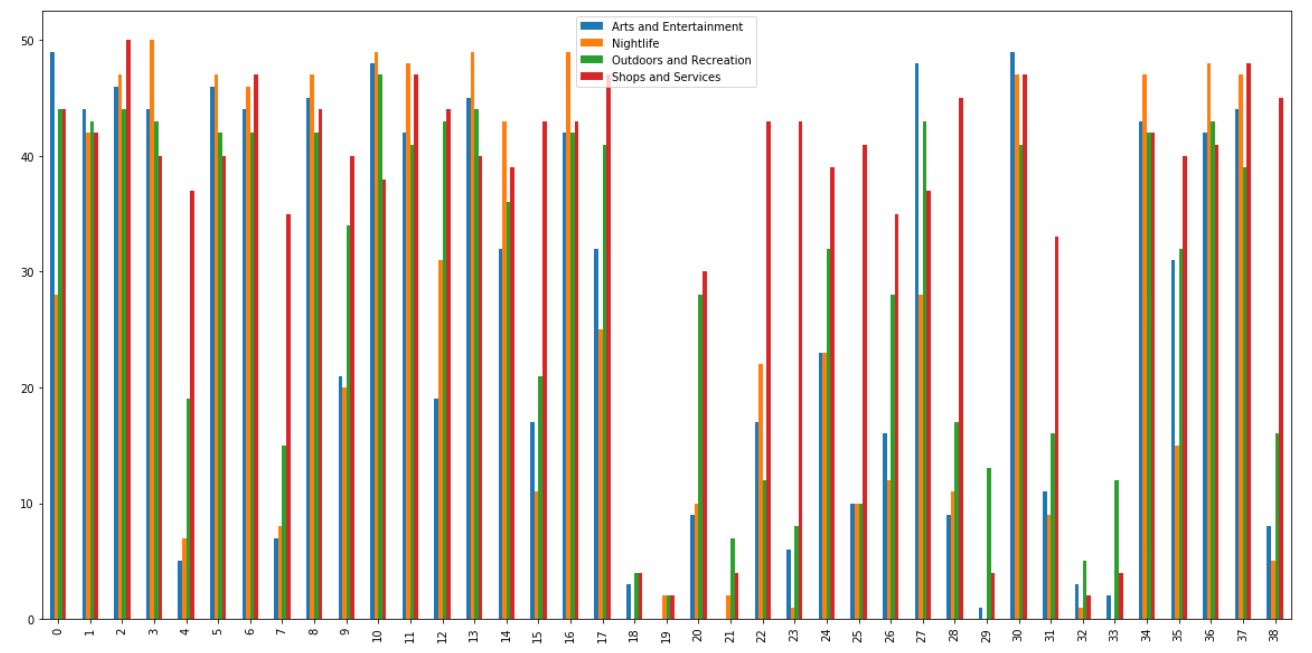 Arts and Entertainment
Nightlife
Outdoors and Recreation
Shops and Services
50
40
30
20
10
0
0 1 2 3 4 5 6 7 8 9 10 11 12 13 14 15 16 17 18 19 20 21 22 23 24 25 26 27 28 29 30 31 32 33 34 35 36 37 38